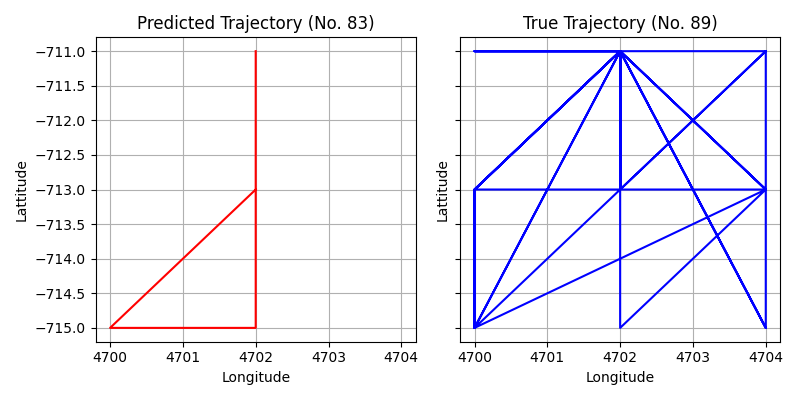 Predicted Trajectory (No. 83)
True Trajectory (No. 89)
−711.0
−711.5
−712.0
−712.5
−713.0
−713.5
−714.0
−714.5
−715.0
Lattitude
Lattitude
4700 4701 4702 4703 4704
4700 4701 4702 4703 4704
Longitude
Longitude